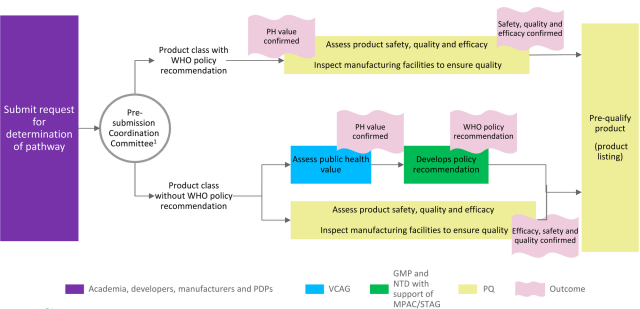 Submit request
for
determination
of pathway
Pre-
submission
Coordination
Committee1
Product class with
WHO policy
recommendation
PH value
confirmed
Assess product safety, quality and efficacy
Inspect manufacturing facilities to ensure quality
Safety, quality and
efficacy confirmed
Product class
without WHO policy
recommendation
PH value
confirmed
Assess public health
value
WHO policy
recommendation
Develops policy
recommendation
Assess product safety, quality and efficacy
Inspect manufacturing facilities to ensure quality
Efficacy, safety and
quality confirmed
Pre-qualify
product
(product
listing)
Academia, developers, manufacturers and PDPs
VCAG
GMP and
NTD with
support of
MPAC/STAG
PQ
Outcome